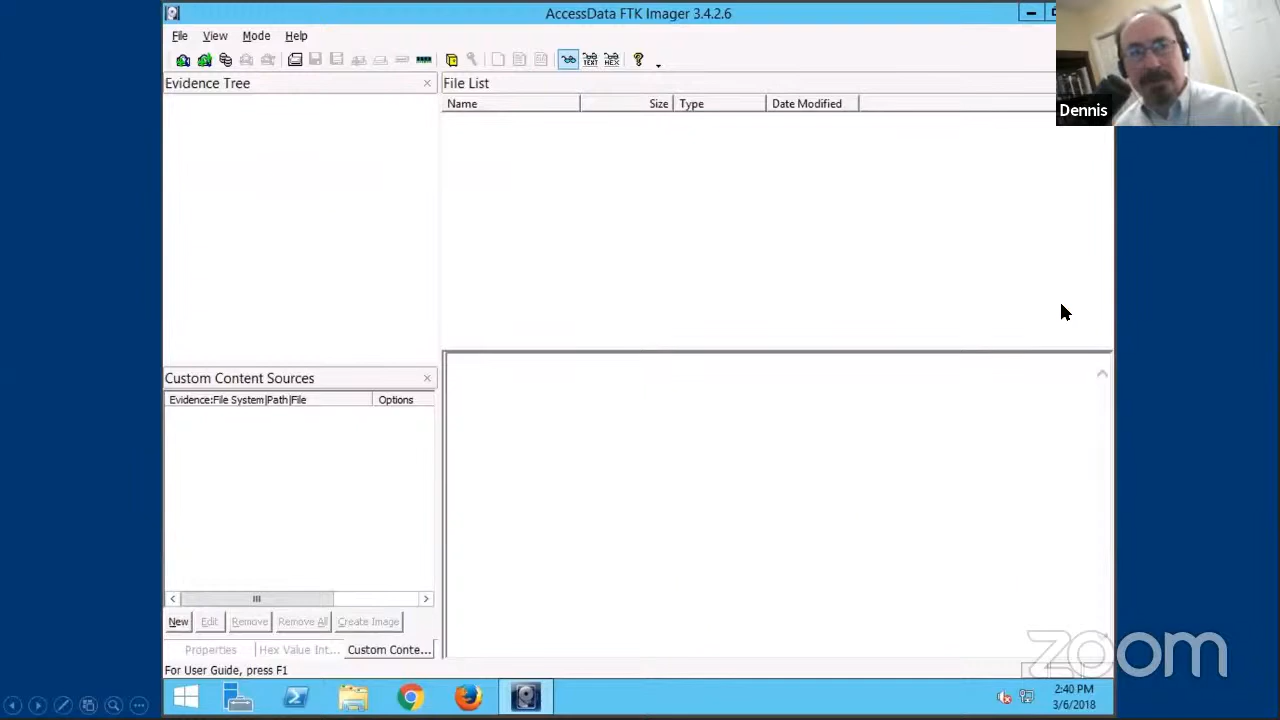 AccessData FTK Imager 3.4.2.6
File View Mode Help
Evidence Tree
File List
Name Size Type Date Modified
Dennis
Custom Content Sources
Evidence:File System|Path|File Options
New Edit Remove Remove All Create Image
Properties Hex Value Int... Custom Conte...
For User Guide, press F1
zoom
2:40 PM
3/6/2018